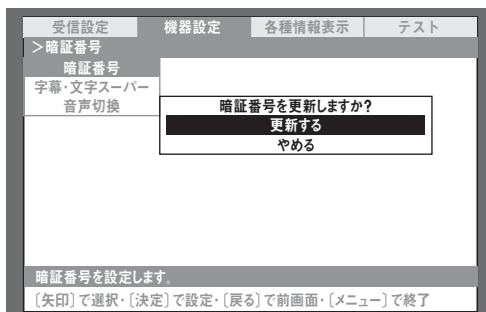 受信設定 機器設定 各種情報表示 テスト
>暗証番号
暗証番号
字幕・文字スーパー
音声切換
暗証番号を更新しますか?
更新する
やめる
暗証番号を設定します。
〔矢印〕で選択・〔決定〕で設定・〔戻る〕で前画面・〔メニュー〕で終了